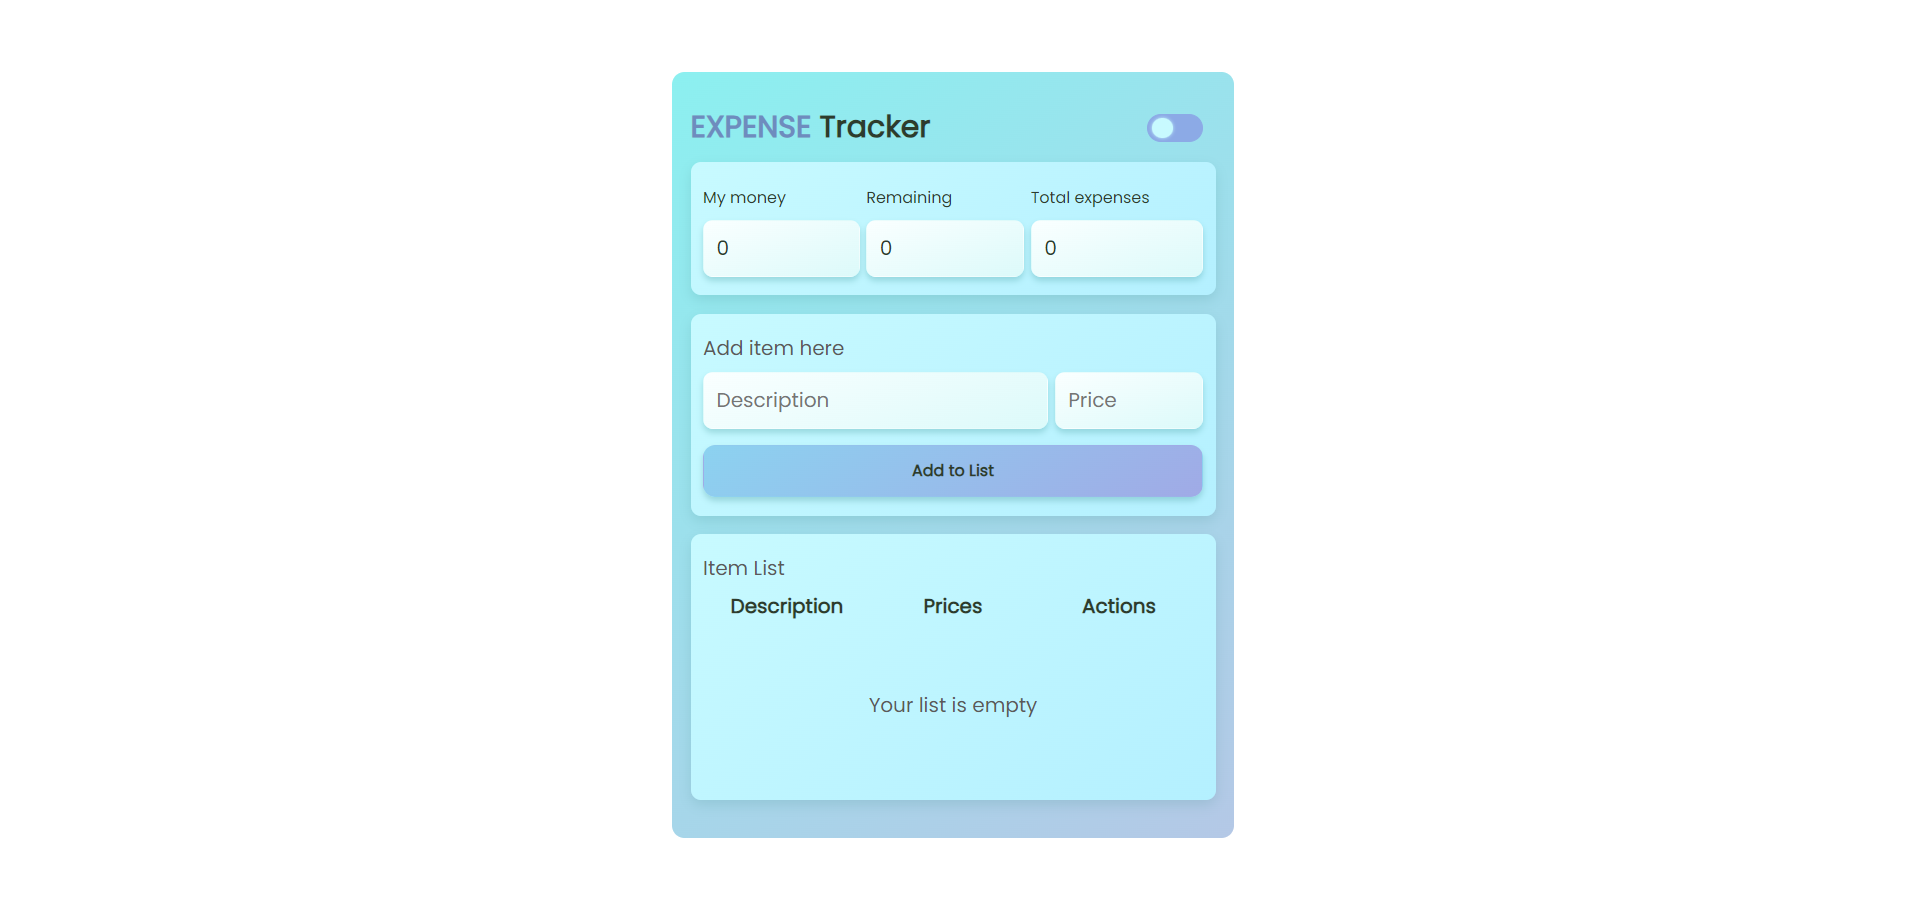 EXPENSE Tracker
My money Remaining Total expenses
0 0 0
Add item here
Description Price
Add to List
Item List
Description Prices Actions
Your list is empty